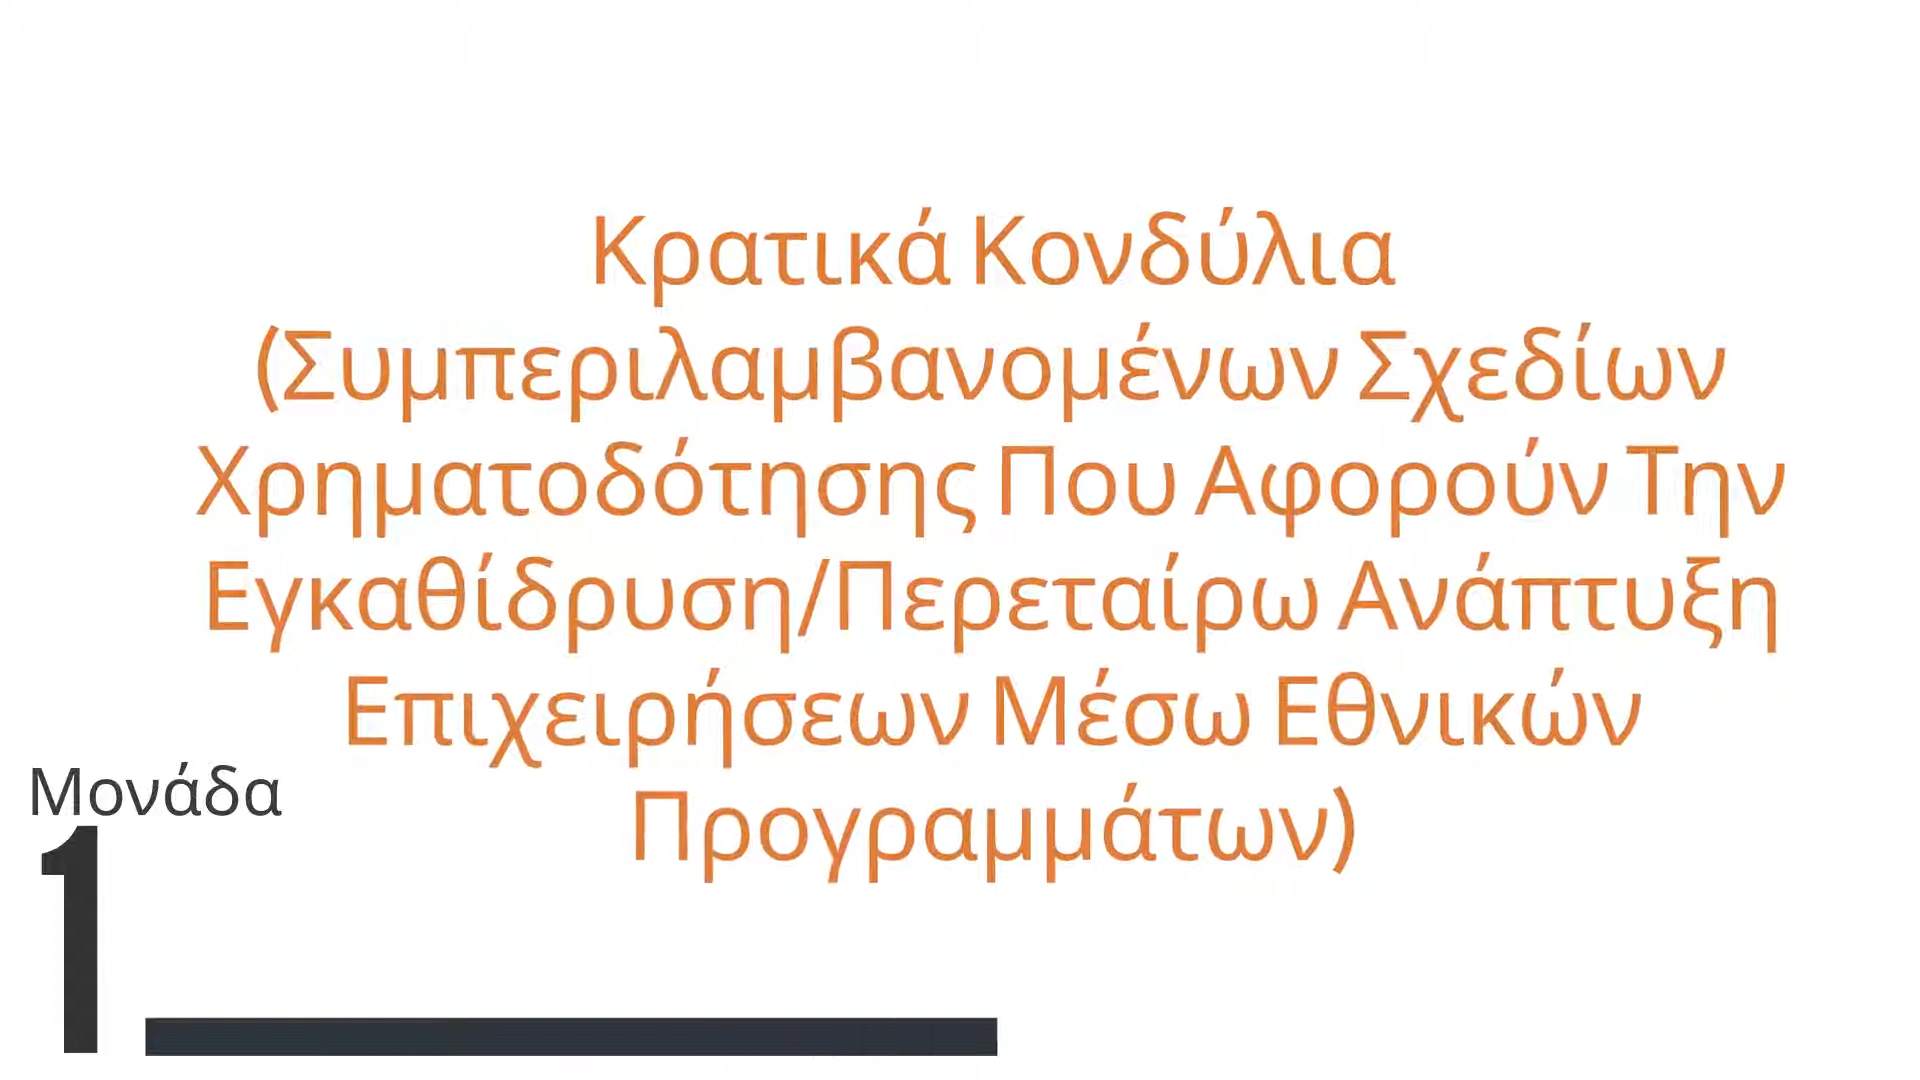 Κρατικά Κονδύλια
(Συμπεριλαμβανομένων Σχεδίων
Χρηματοδότησης Που Αφορούν Την
Εγκαθίδρυση/Περεταίρω Ανάπτυξη
Επιχειρήσεων Μέσω Εθνικών
Προγραμμάτων)
Μονάδα
1